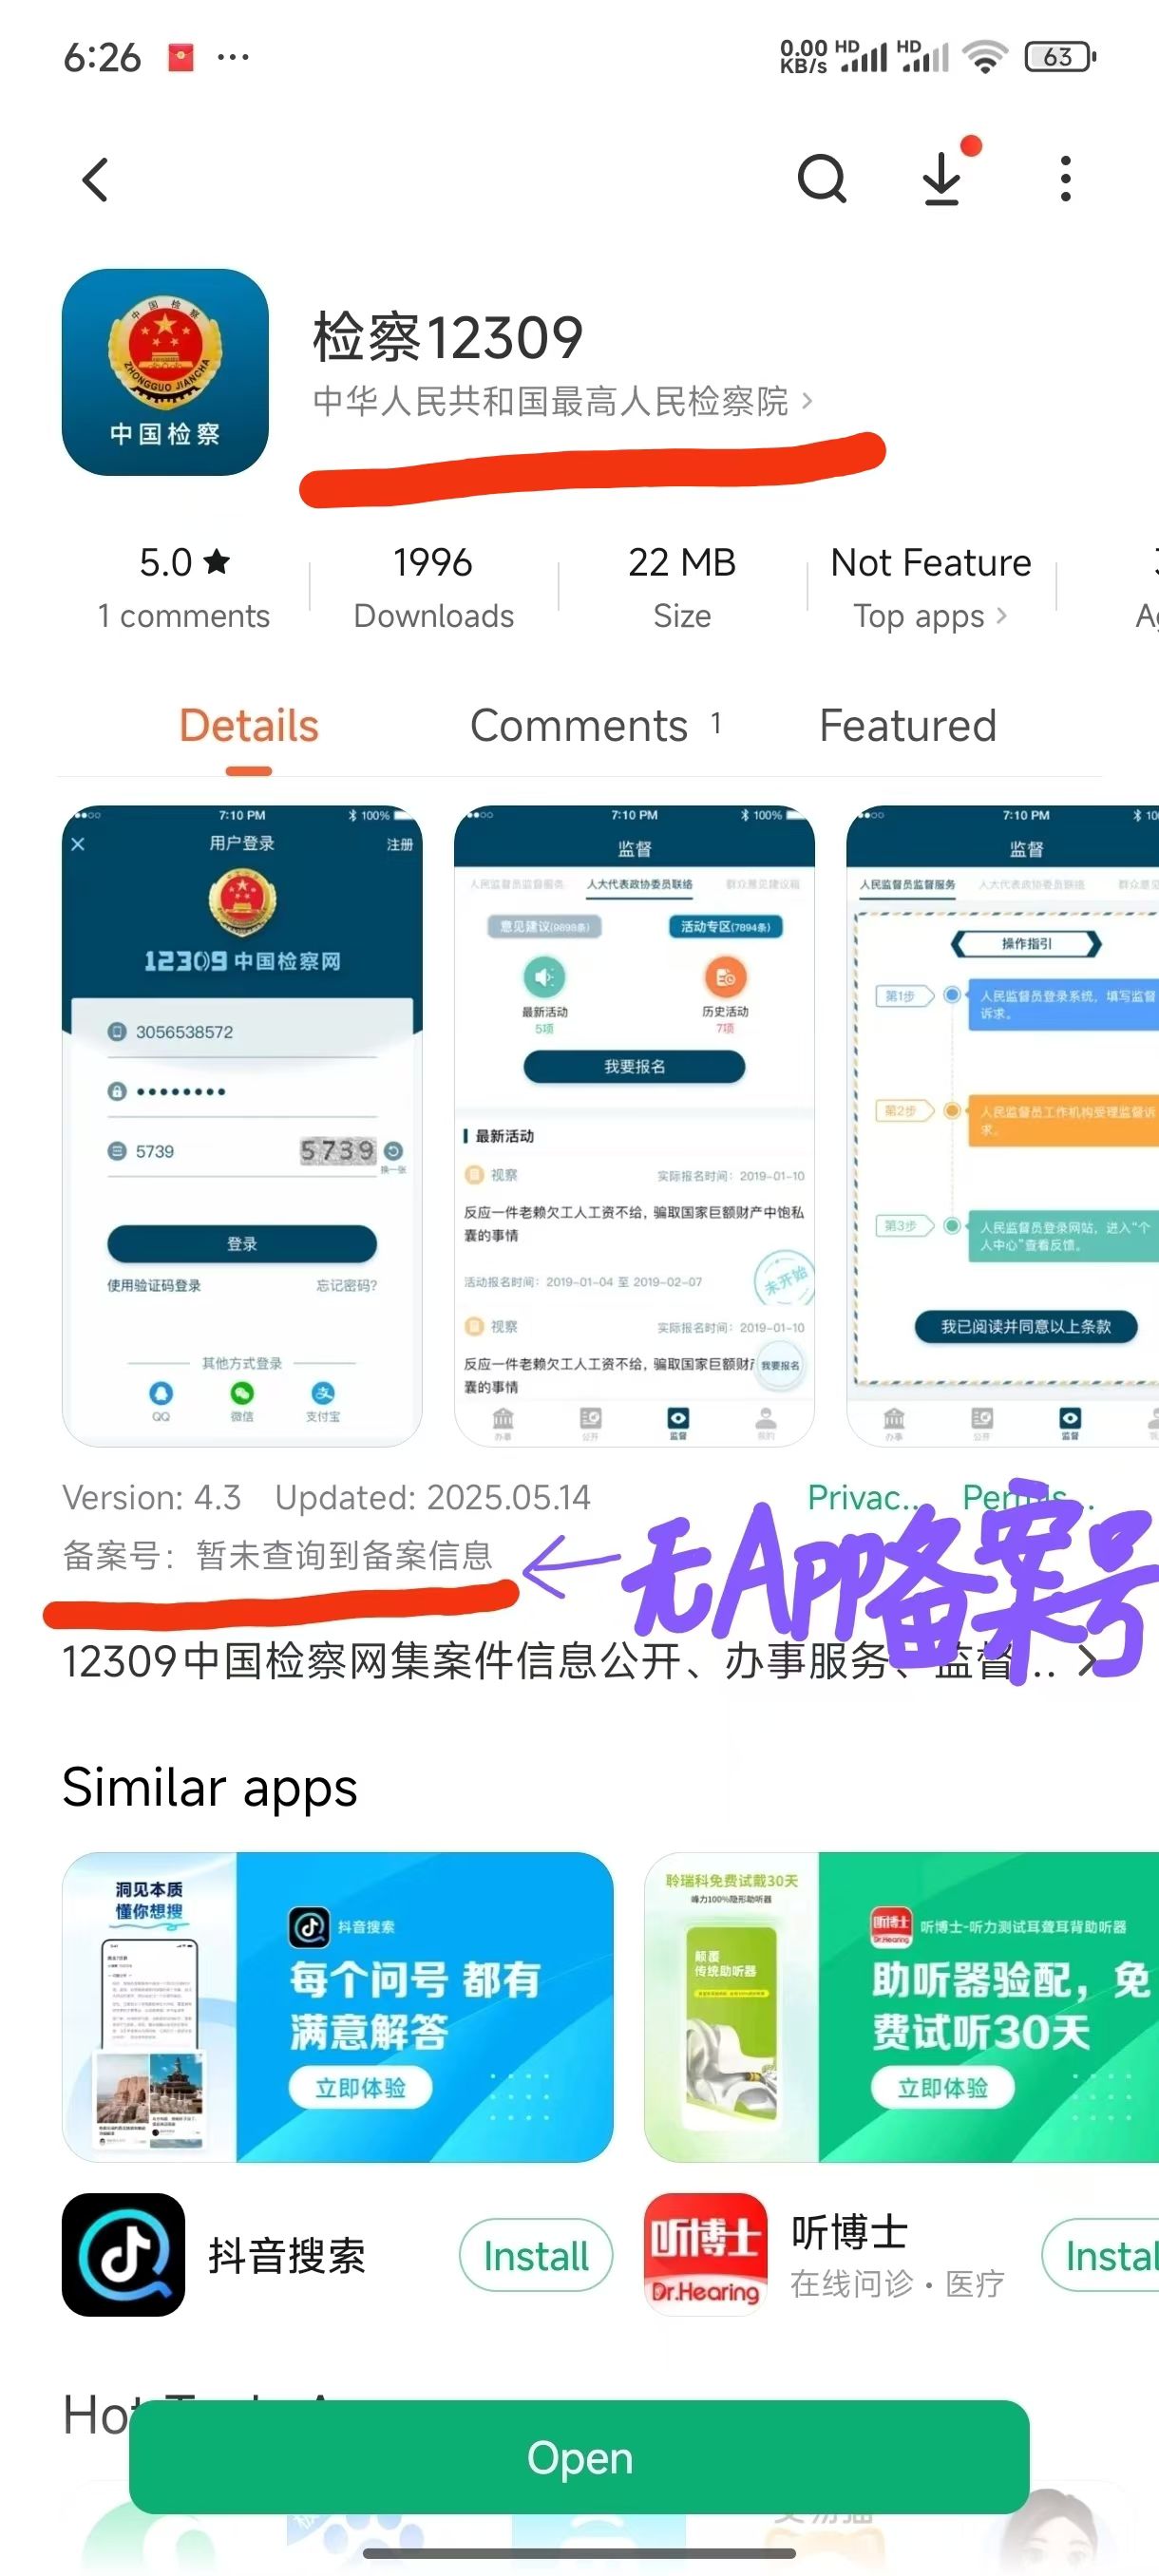 6:26
...
0.00 KB/s HD HD 63
中国检察
ZHONGGUO JIANCHA
中国检察
检察12309
中华人民共和国最高人民检察院 >
5.0 ★
1 comments
1996
Downloads
22 MB
Size
Not Feature
Top apps >
Details
Comments 1
Featured
7:10 PM 100%
用户登录
注册
12309中国检察网
3056538572
5739
5739
换一张
登录
使用验证码登录
忘记密码?
其他方式登录
QQ
微信
支付宝
7:10 PM 100%
监督
人民监督员监督服务
人大代表政协委员联络
群众意见建议箱
意见建议(9898条)
活动专区(7894条)
最新活动
5项
历史活动
7项
我要报名
最新活动
视察
实际报名时间：2019-01-10
反应一件老赖欠工人工资不给，骗取国家巨额财产中饱私
囊的事情
活动报名时间：2019-01-04 至 2019-02-07
未开始
视察
实际报名时间：2019-01-10
反应一件老赖欠工人工资不给，骗取国家巨额财
囊的事情
我要报名
办事
公开
监督
我的
7:10 PM
监督
人民监督员监督服务
人大代表政协委员联络
操作指引
第1步
人民监督员登录系统，填写监督
诉求。
第2步
人民监督员工作机构受理监督诉
求。
第3步
人民监督员登录网站，进入“个
人中心”查看反馈。
我已阅读并同意以上条款
办事
公开
监督
Version: 4.3 Updated: 2025.05.14
Privac...
备案号：暂未查询到备案信息
无App备案号
12309中国检察网集案件信息公开、办事服务、监督...
Similar apps
洞见本质
懂你想搜
抖音搜索
每个问号 都有
满意解答
立即体验
聆瑞科免费试戴30天
峰力100%隐形助听器
颠覆
传统助听器
听博士
Dr.Hearing
听博士-听力测试耳聋耳背助听器
助听器验配，免
费试听30天
立即体验
抖音搜索
Install
听博士
Dr.Hearing
听博士
在线问诊 · 医疗
Instal
Open